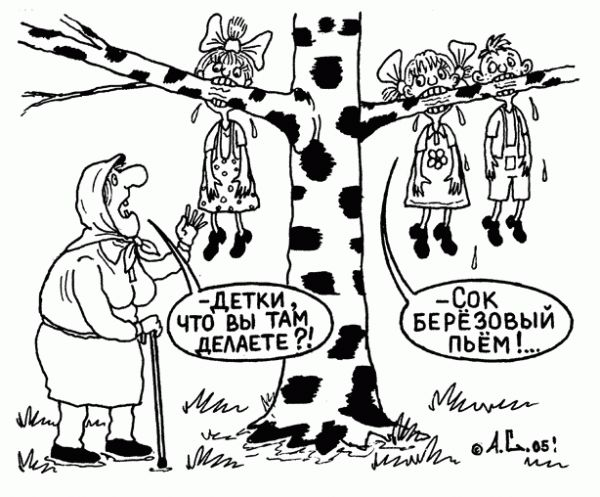 -ДЕТКИ,
ЧТО ВЫ ТАМ
ДЕЛАЕТЕ?!
-СОК
БЕРЁЗОВЫЙ
ПЬЁМ!...
05!